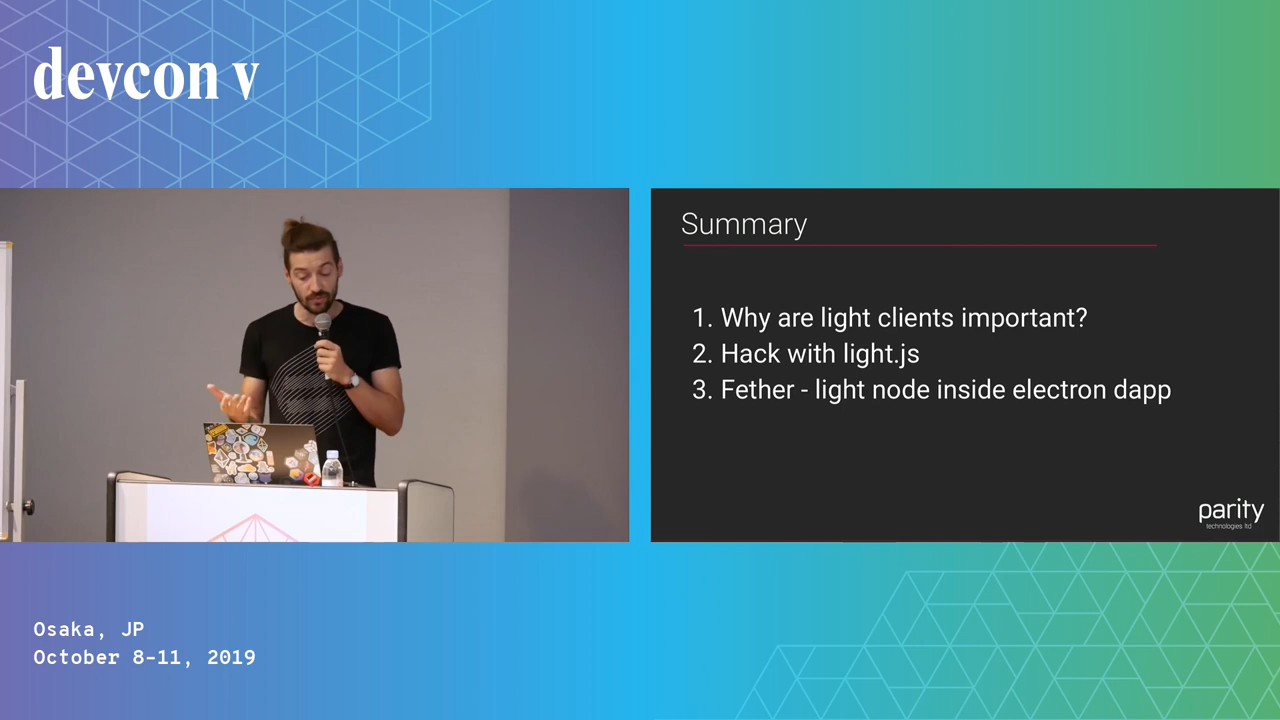 devcon v
Summary
1. Why are light clients important?
2. Hack with light.js
3. Fether - light node inside electron dapp
parity
technologies ltd
Osaka, JP
October 8-11, 2019